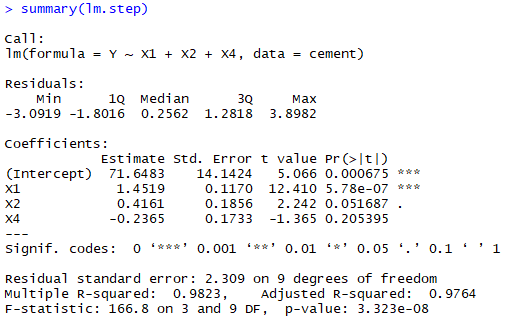 > summary(lm.step)
Call:
lm(formula = Y ~ X1 + X2 + X4, data = cement)
Residuals:
    Min      1Q  Median      3Q     Max
-3.0919 -1.8016  0.2562  1.2818  3.8982
Coefficients:
            Estimate Std. Error t value Pr(>|t|)
(Intercept)  71.6483    14.1424   5.066 0.000675 ***
X1            1.4519     0.1170  12.410 5.78e-07 ***
X2            0.4161     0.1856   2.242 0.051687 .
X4           -0.2365     0.1733  -1.365 0.205395
---
Signif. codes:  0 ‘***’ 0.001 ‘**’ 0.01 ‘*’ 0.05 ‘.’ 0.1 ‘ ’ 1
Residual standard error: 2.309 on 9 degrees of freedom
Multiple R-squared:  0.9823,    Adjusted R-squared:  0.9764
F-statistic: 166.8 on 3 and 9 DF,  p-value: 3.323e-08